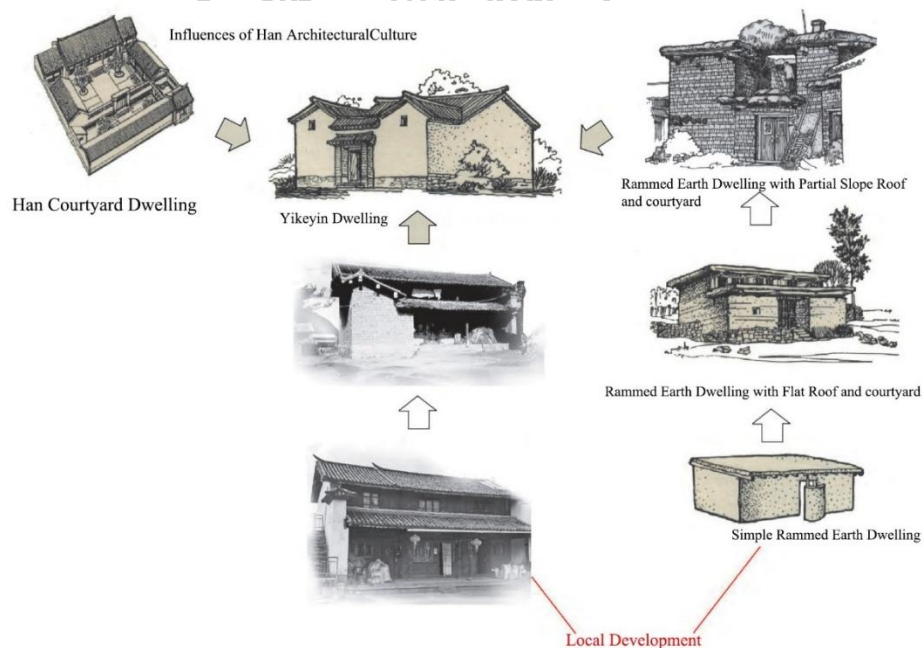 Influences of Han ArchitecturalCulture
Han Courtyard Dwelling
Yikeyin Dwelling
Rammed Earth Dwelling with Partial Slope Roof
and courtyard
Rammed Earth Dwelling with Flat Roof and courtyard
Simple Rammed Earth Dwelling
Local Development